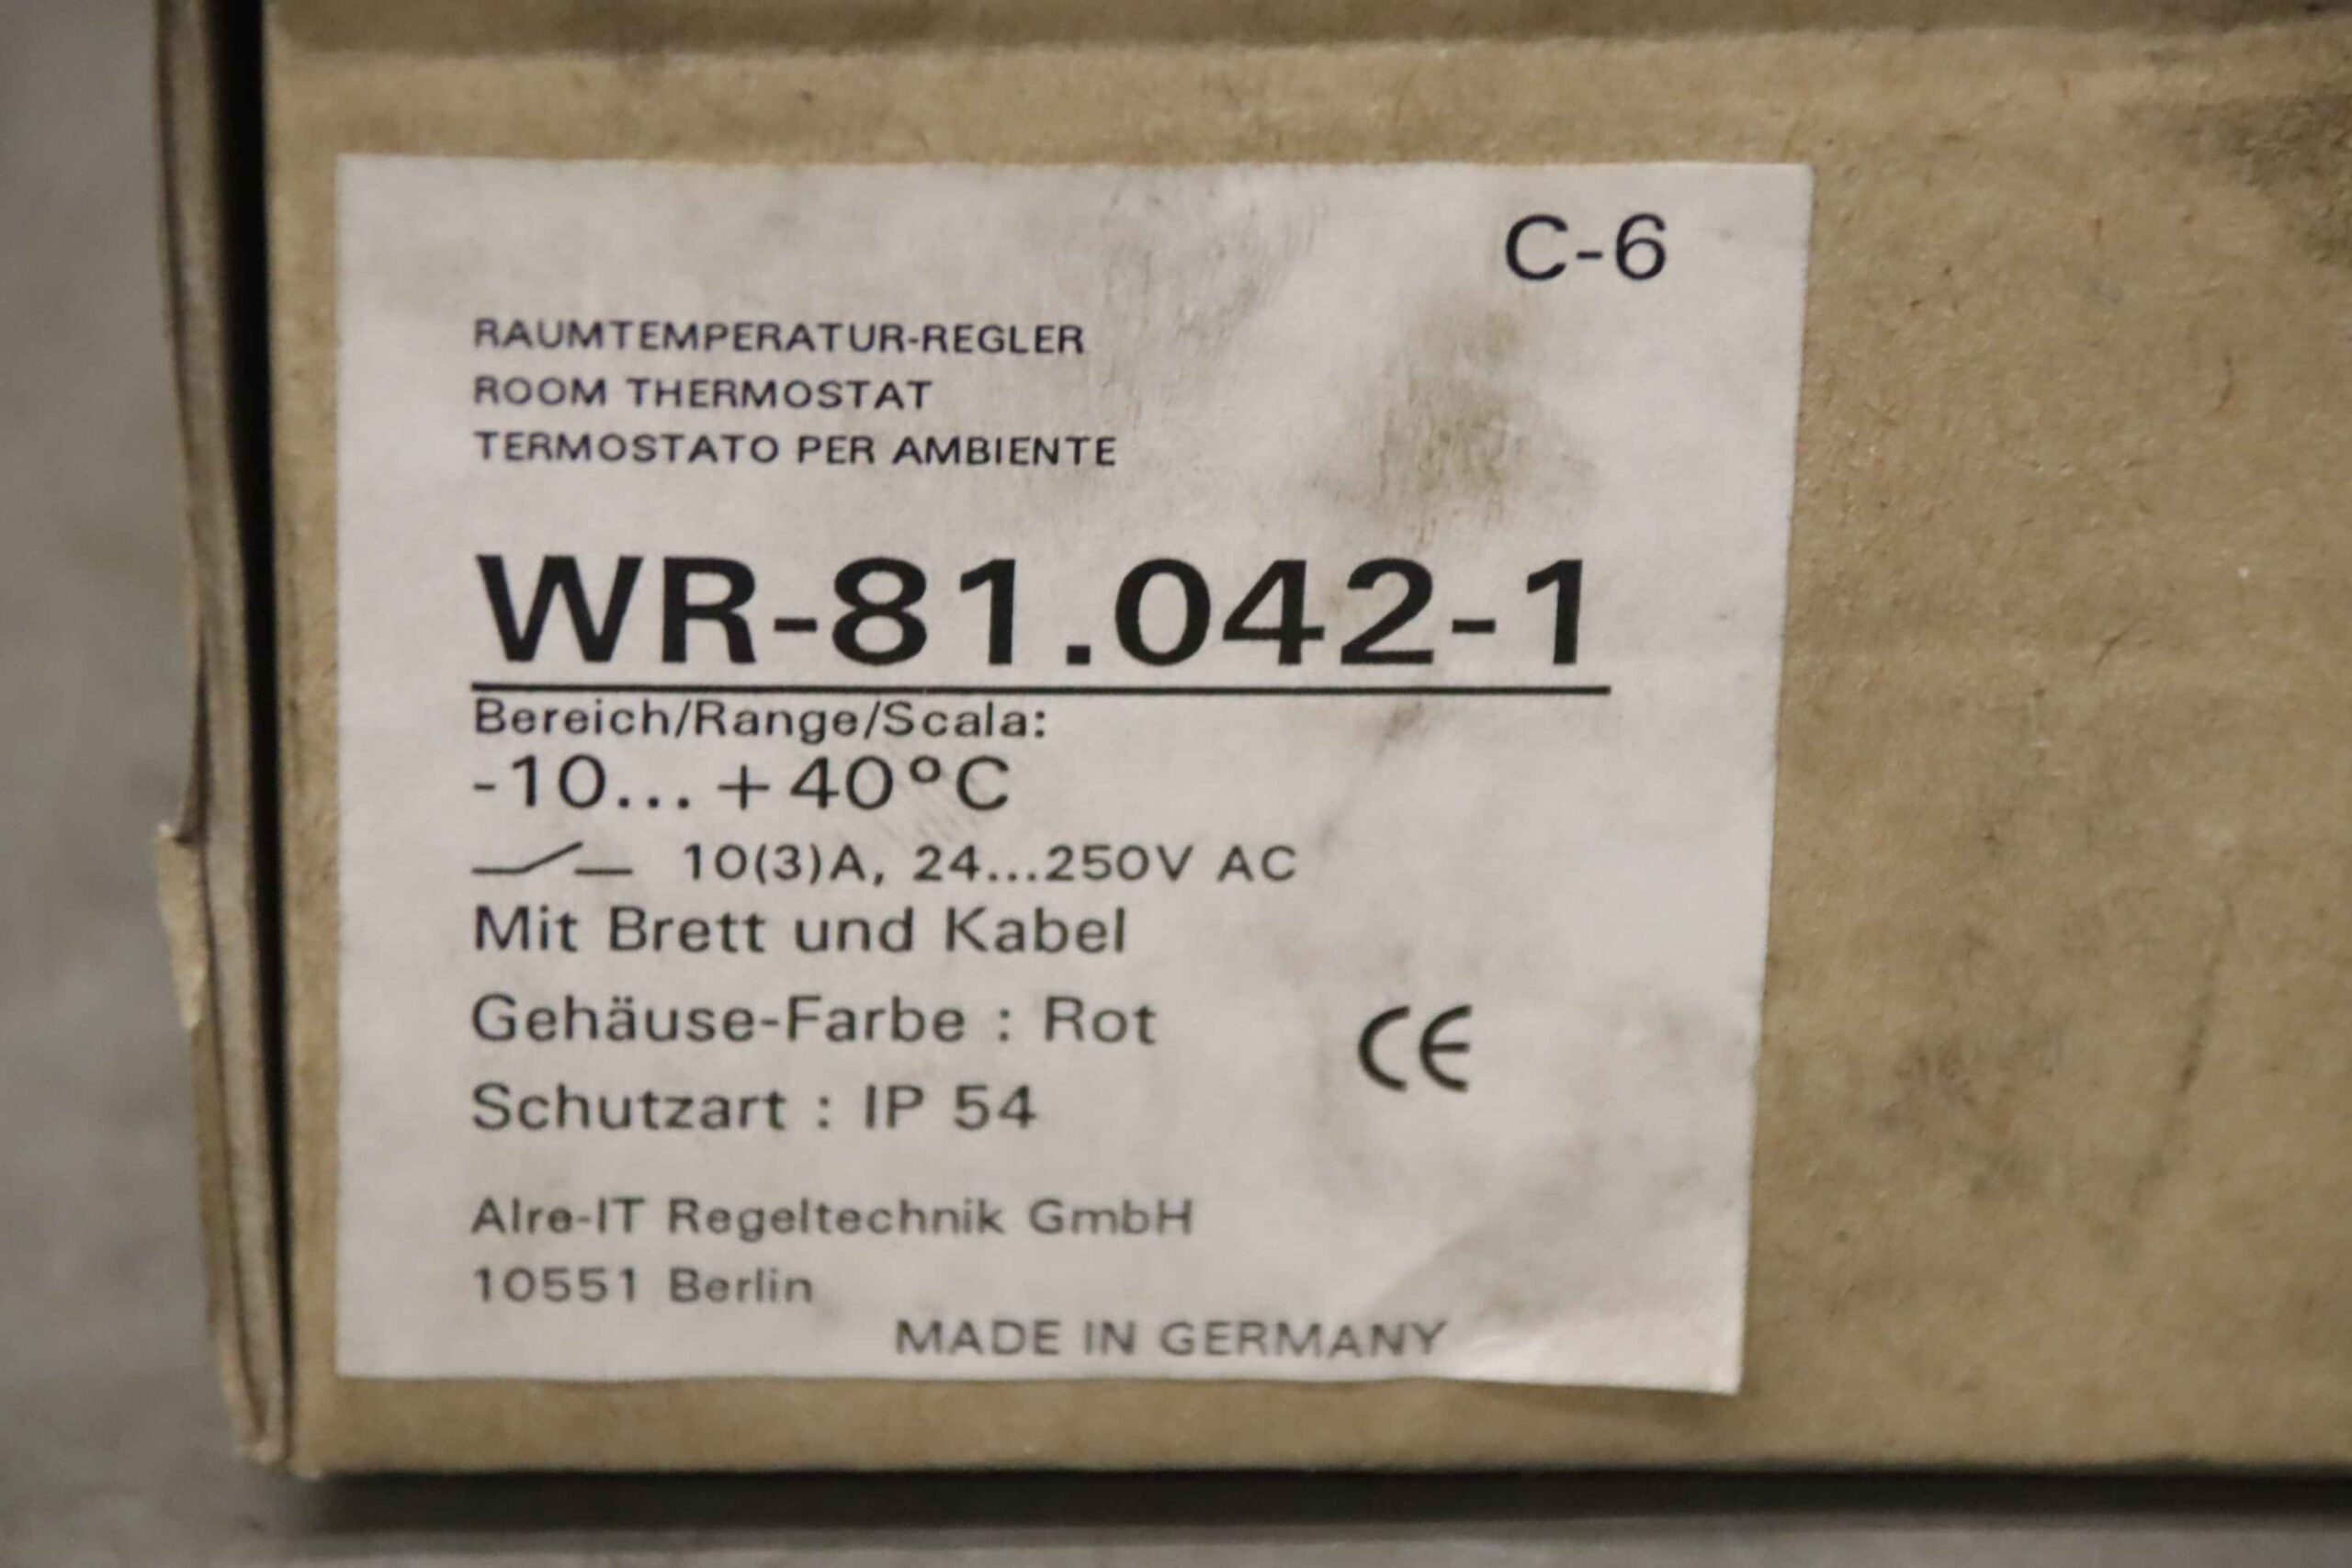 C-6
RAUMTEMPERATUR-REGLER
ROOM THERMOSTAT
TERMOSTATO PER AMBIENTE
WR-81.042-1
Bereich/Range/Scala:
-10...+40°C
10(3)A, 24...250V AC
Mit Brett und Kabel
Gehäuse-Farbe : Rot
CE
Schutzart : IP 54
Alre-IT Regeltechnik GmbH
10551 Berlin
MADE IN GERMANY